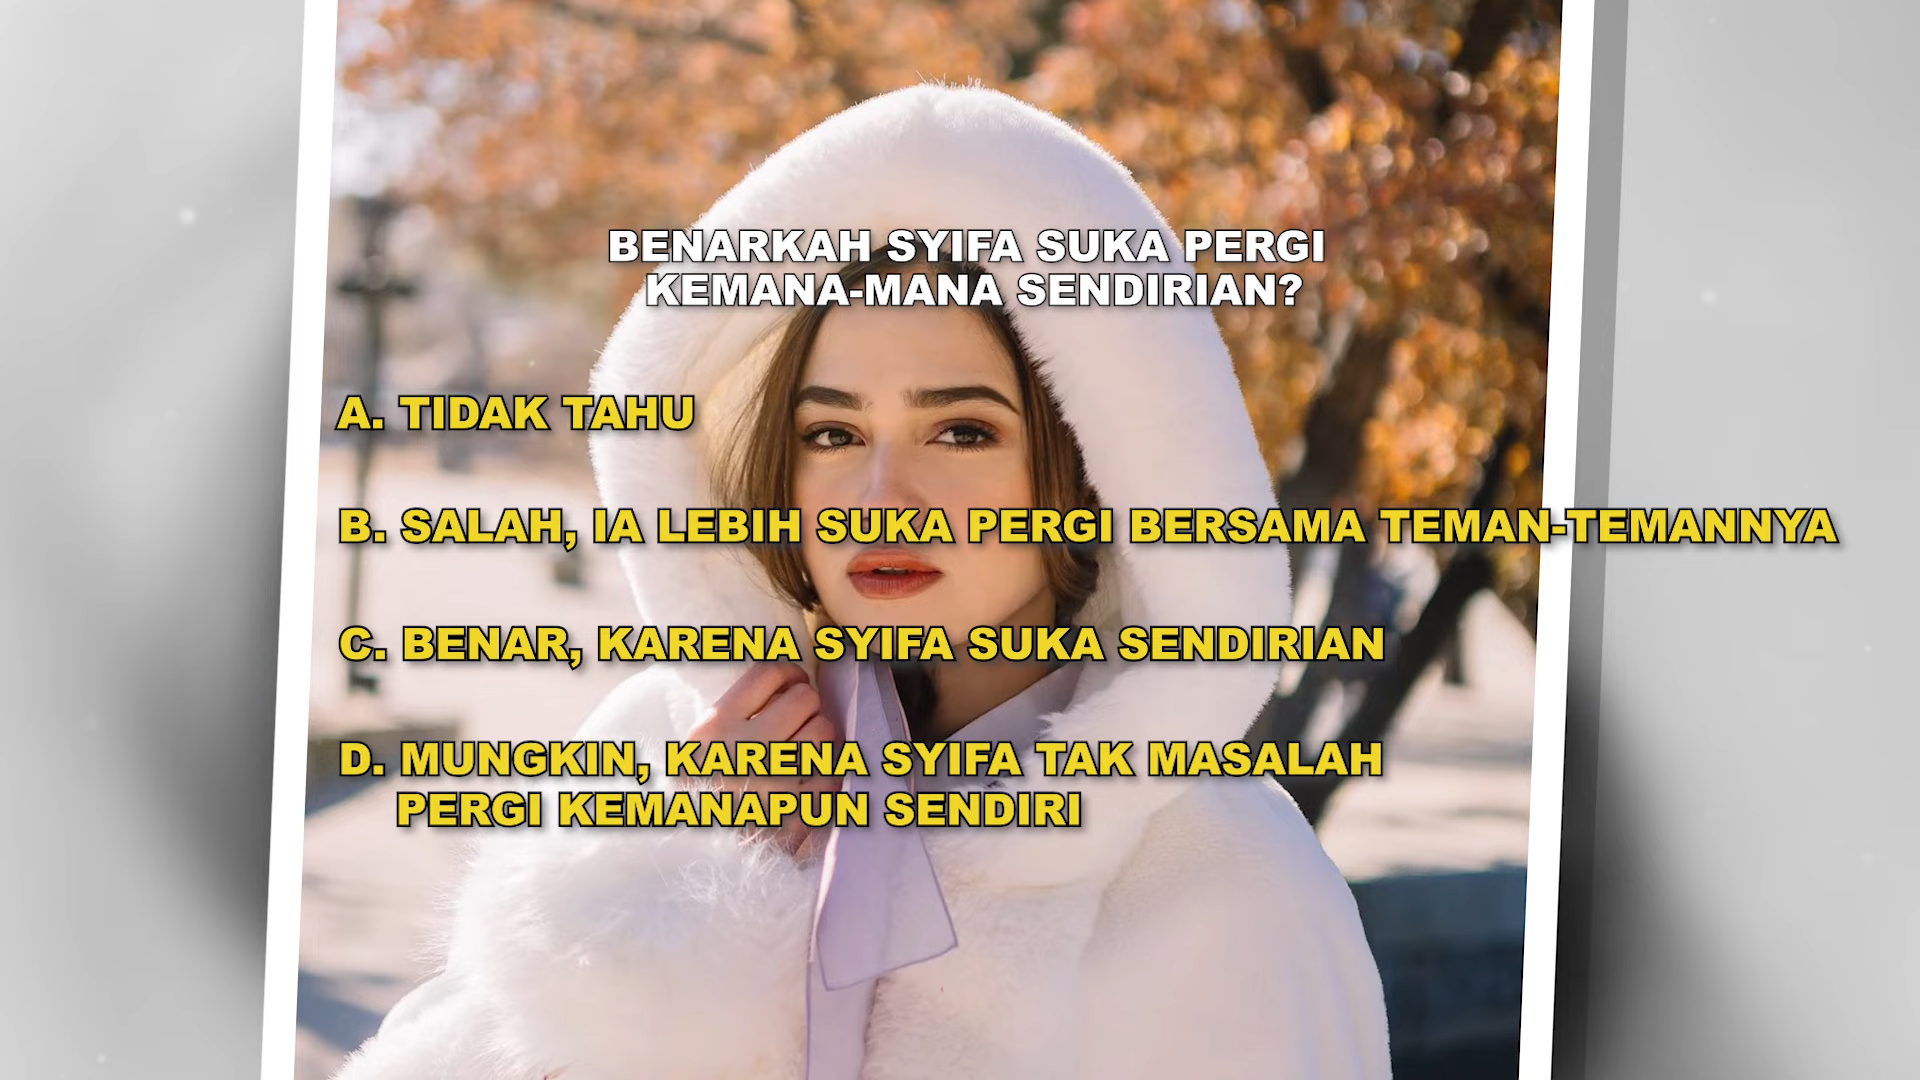 BENARKAH SYIFA SUKA PERGI
KEMANA-MANA SENDIRIAN?
A. TIDAK TAHU
B. SALAH, IA LEBIH SUKA PERGI BERSAMA TEMAN-TEMANNYA
C. BENAR, KARENA SYIFA SUKA SENDIRIAN
D. MUNGKIN, KARENA SYIFA TAK MASALAH
PERGI KEMANAPUN SENDIRI